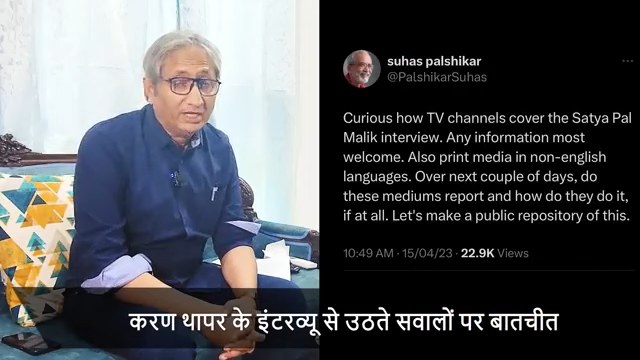 suhas palshikar
@PalshikarSuhas
Curious how TV channels cover the Satya Pal
Malik interview. Any information most
welcome. Also print media in non-english
languages. Over next couple of days, do
these mediums report and how do they do it,
if at all. Let's make a public repository of this.
10:49 AM · 15/04/23 · 22.9K Views
करण थापर के इंटरव्यू से उठते सवालों पर बातचीत